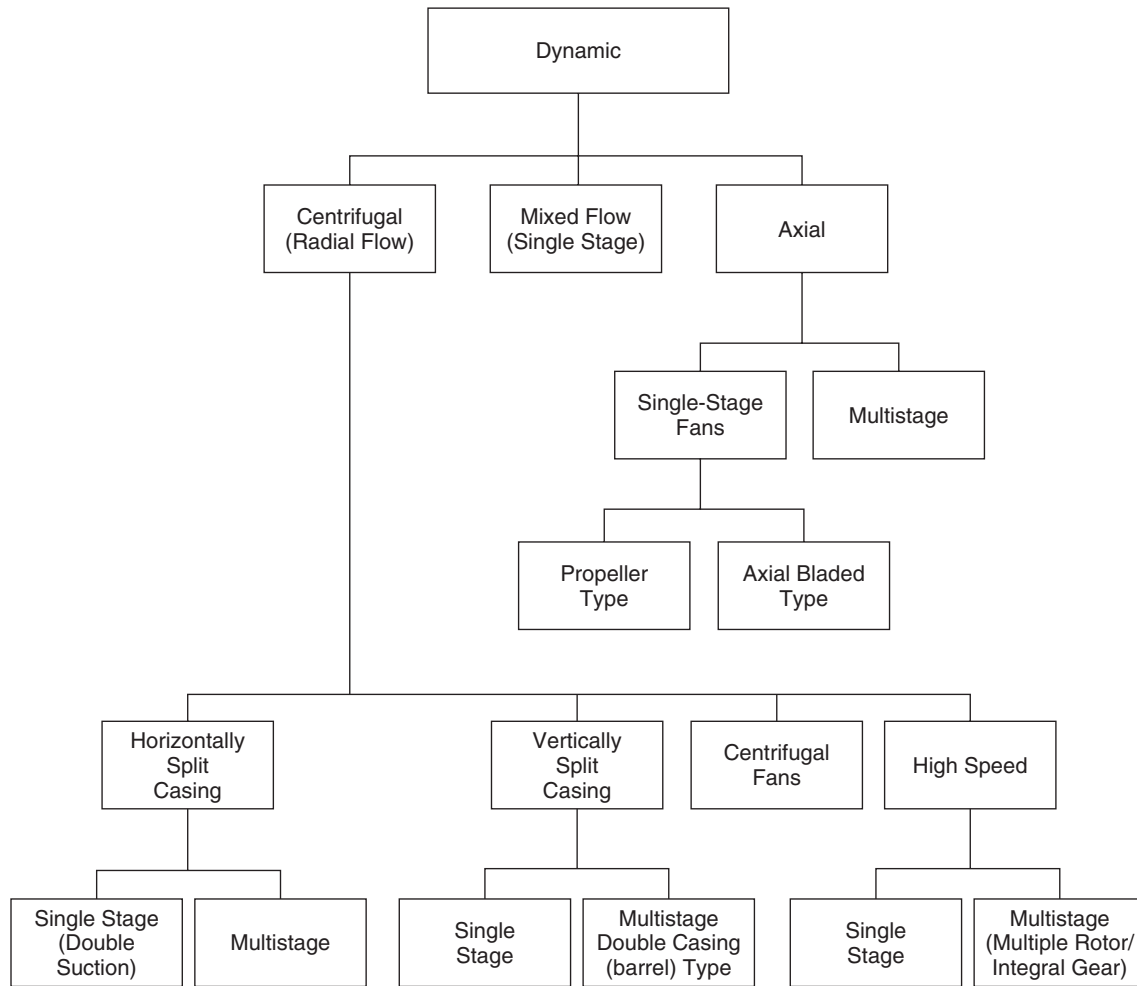 Dynamic
Centrifugal
(Radial Flow)
Mixed Flow
(Single Stage)
Axial
Single-Stage
Fans
Multistage
Propeller
Type
Axial Bladed
Type
Horizontally
Split
Casing
Vertically
Split
Casing
Centrifugal
Fans
High Speed
Single Stage
(Double
Suction)
Multistage
Single
Stage
Multistage
Double Casing
(barrel) Type
Single
Stage
Multistage
(Multiple Rotor/
Integral Gear)